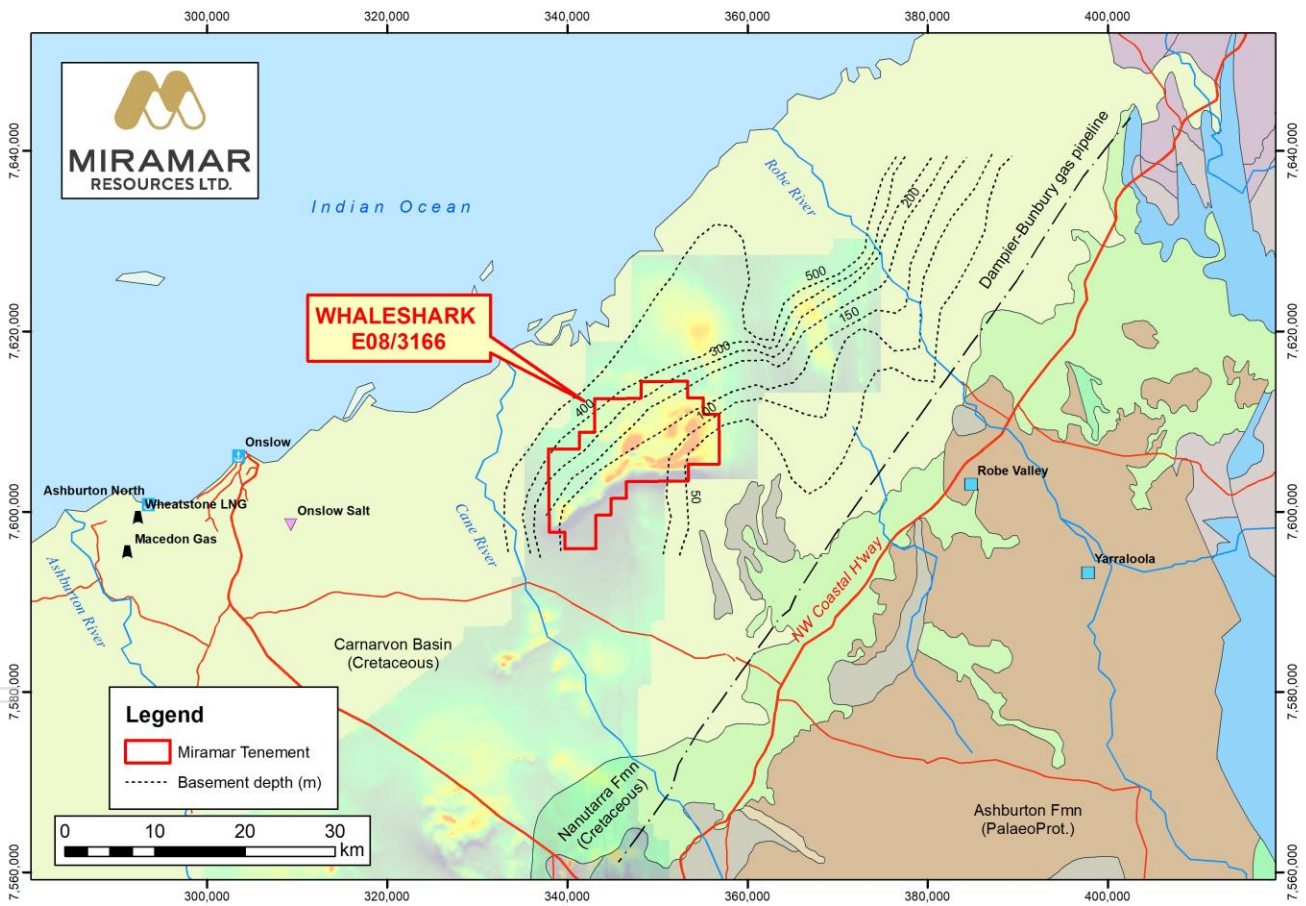 300,000
320,000
340,000
360,000
380,000
400,000
7,640,000
7,640,000
MIRAMAR
RESOURCES LTD.
Indian Ocean
Robe River
Dampier-Bunbury gas pipeline
200
500
150
7,620,000
7,620,000
WHALESHARK
E08/3166
300
400
100
50
Onslow
Ashburton North
Wheatstone LNG
Onslow Salt
Macedon Gas
Ashburton River
Cane River
Robe Valley
Yarraloola
7,600,000
7,600,000
NW Coastal H'way
Carnarvon Basin
(Cretaceous)
7,580,000
7,580,000
Legend
Miramar Tenement
Basement depth (m)
Nanutarra Fmn
(Cretaceous)
Ashburton Fmn
(PalaeoProt.)
0 10 20 30
km
7,560,000
7,560,000
300,000
320,000
340,000
360,000
380,000
400,000